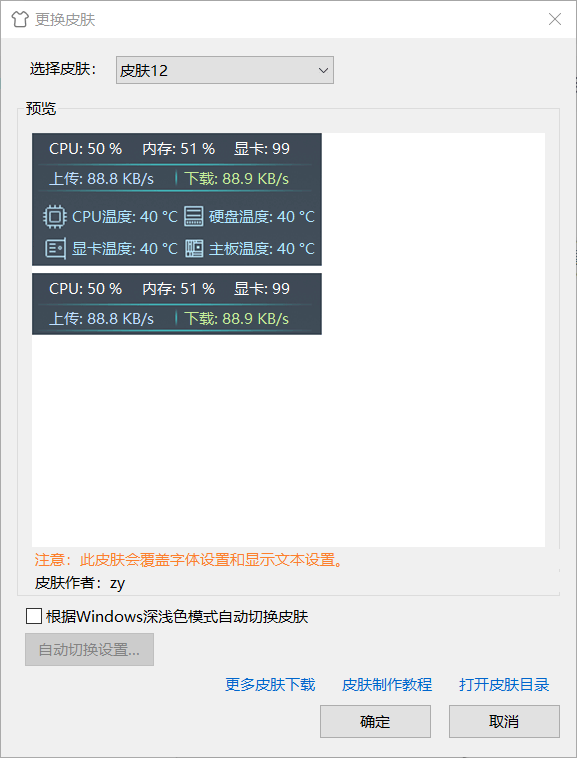 更换皮肤
选择皮肤： 皮肤12
预览
CPU: 50 % 内存: 51 % 显卡: 99
上传: 88.8 KB/s 下载: 88.9 KB/s
CPU温度: 40 °C 硬盘温度: 40 °C
显卡温度: 40 °C 主板温度: 40 °C
CPU: 50 % 内存: 51 % 显卡: 99
上传: 88.8 KB/s 下载: 88.9 KB/s
注意：此皮肤会覆盖字体设置和显示文本设置。
皮肤作者：zy
根据Windows深浅色模式自动切换皮肤
自动切换设置...
更多皮肤下载 皮肤制作教程 打开皮肤目录
确定 取消